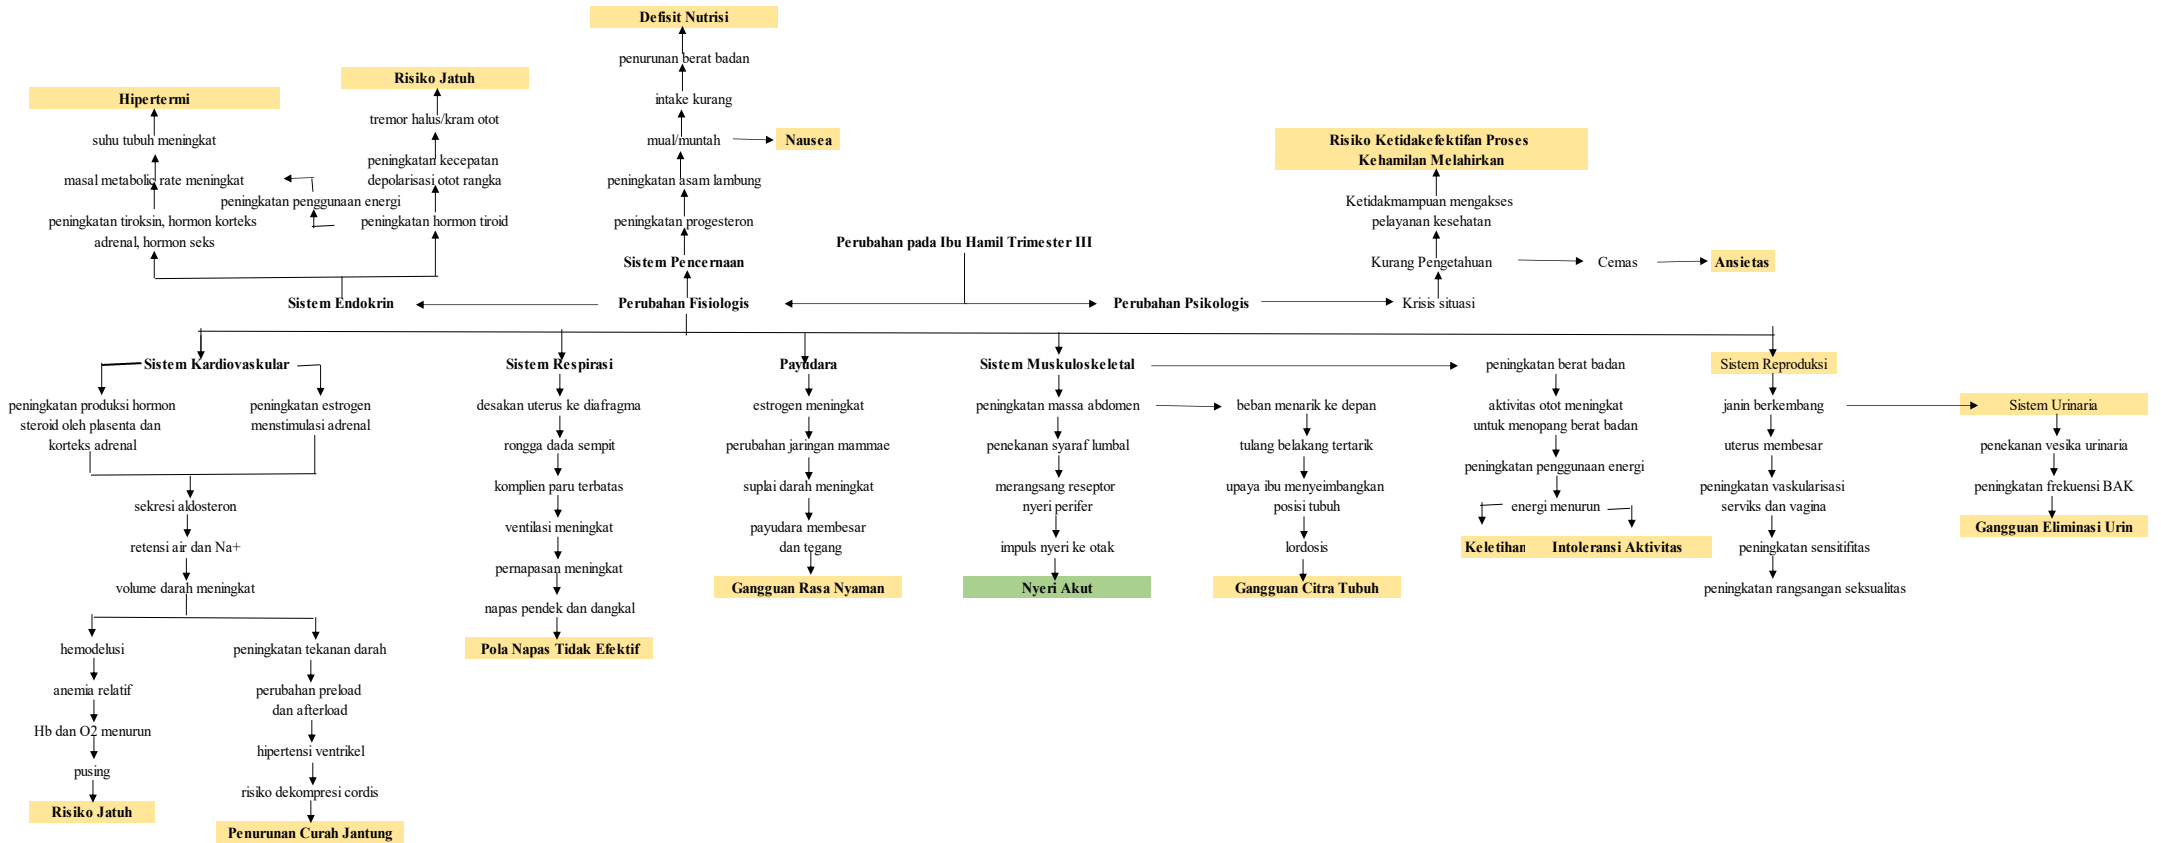 Defisit Nutrisi
penurunan berat badan
intake kurang
mual/muntah
Nausea
peningkatan asam lambung
peningkatan progesteron
Sistem Pencernaan
Risiko Jatuh
tremor halus/kram otot
peningkatan kecepatan
depolarisasi otot rangka
peningkatan hormon tiroid
peningkatan penggunaan energi
Hipertermi
suhu tubuh meningkat
masal metabolic rate meningkat
peningkatan tiroksin, hormon korteks
adrenal, hormon seks
Sistem Endokrin
Perubahan Fisiologis
Perubahan pada Ibu Hamil Trimester III
Perubahan Psikologis
Krisis situasi
Kurang Pengetahuan
Cemas
Ansietas
Ketidakmampuan mengakses
pelayanan kesehatan
Risiko Ketidakefektifan Proses
Kehamilan Melahirkan
Sistem Kardiovaskular
peningkatan produksi hormon
steroid oleh plasenta dan
korteks adrenal
peningkatan estrogen
menstimulasi adrenal
sekresi aldosteron
retensi air dan Na+
volume darah meningkat
hemodelusi
anemia relatif
Hb dan O2 menurun
pusing
Risiko Jatuh
peningkatan tekanan darah
perubahan preload
dan afterload
hipertensi ventrikel
risiko dekompresi cordis
Penurunan Curah Jantung
Sistem Respirasi
desakan uterus ke diafragma
rongga dada sempit
komplien paru terbatas
ventilasi meningkat
pernapasan meningkat
napas pendek dan dangkal
Pola Napas Tidak Efektif
Payudara
estrogen meningkat
perubahan jaringan mammae
suplai darah meningkat
payudara membesar
dan tegang
Gangguan Rasa Nyaman
Sistem Muskuloskeletal
peningkatan massa abdomen
penekanan syaraf lumbal
merangsang reseptor
nyeri perifer
impuls nyeri ke otak
Nyeri Akut
beban menarik ke depan
tulang belakang tertarik
upaya ibu menyeimbangkan
posisi tubuh
lordosis
Gangguan Citra Tubuh
peningkatan berat badan
aktivitas otot meningkat
untuk menopang berat badan
peningkatan penggunaan energi
energi menurun
Keletihan
Intoleransi Aktivitas
Sistem Reproduksi
janin berkembang
uterus membesar
peningkatan vaskularisasi
serviks dan vagina
peningkatan sensitifitas
peningkatan rangsangan seksualitas
Sistem Urinaria
penekanan vesika urinaria
peningkatan frekuensi BAK
Gangguan Eliminasi Urin